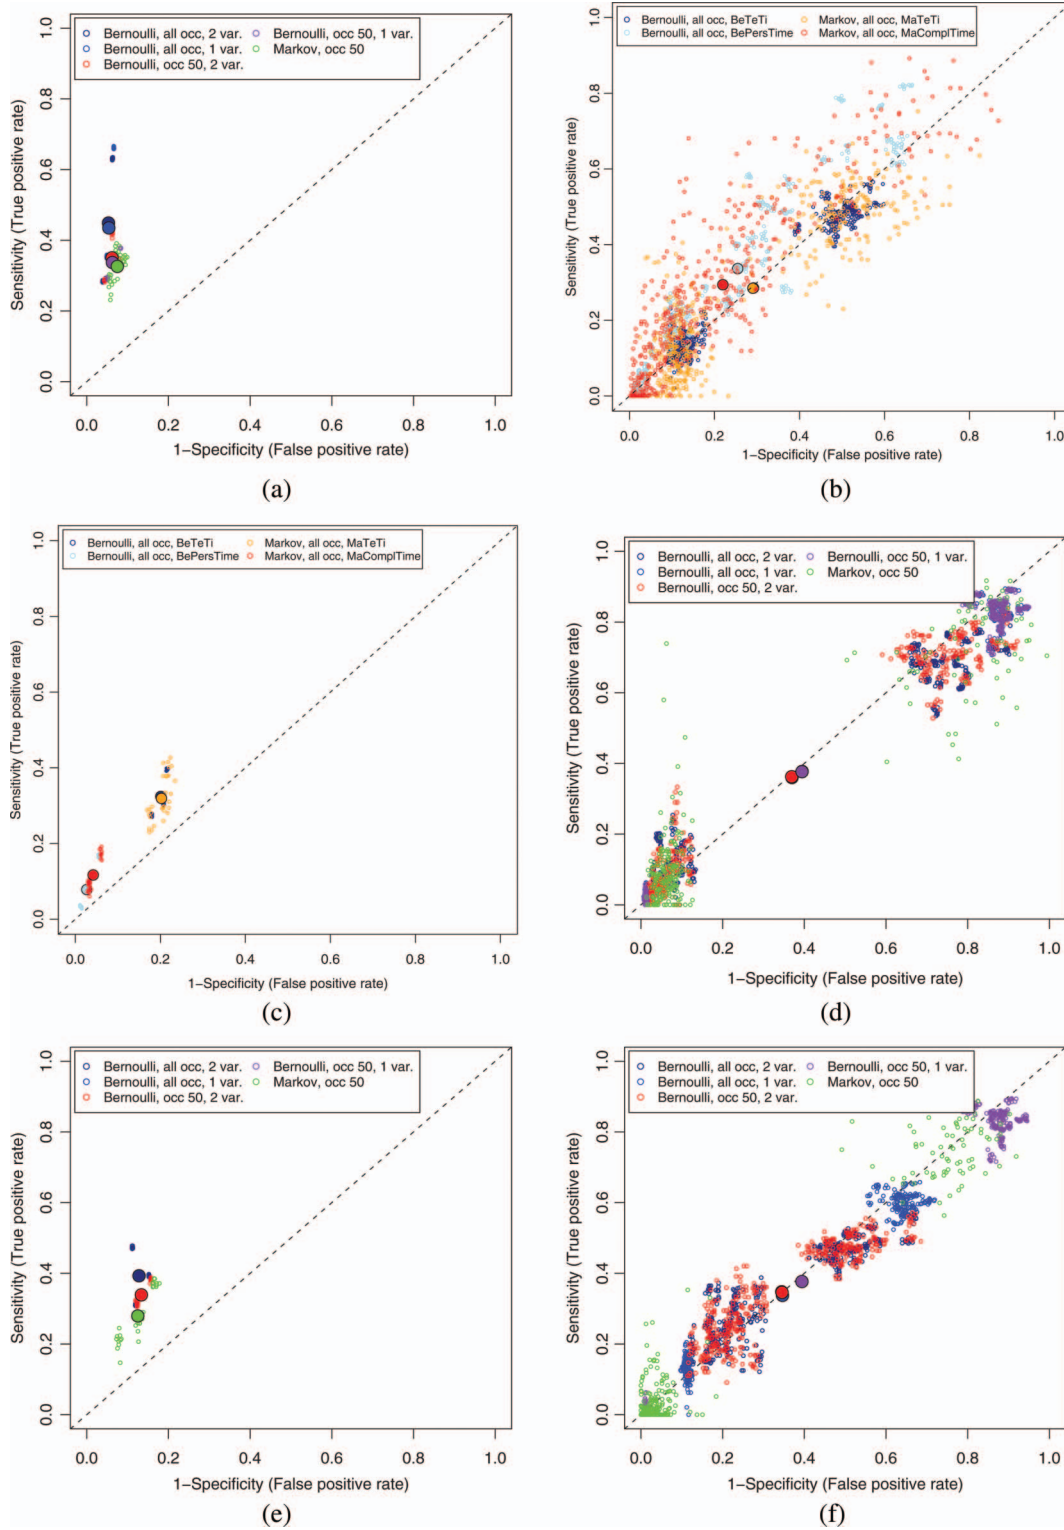 Bernoulli, all occ, 2 var.
Bernoulli, all occ, 1 var.
Bernoulli, occ 50, 2 var.
Bernoulli, occ 50, 1 var.
Markov, occ 50
Sensitivity (True positive rate)
1.0
0.8
0.6
0.4
0.2
0.0
0.0 0.2 0.4 0.6 0.8 1.0
1−Specificity (False positive rate)
(a)
Bernoulli, all occ, BeTeTi
Bernoulli, all occ, BePersTime
Markov, all occ, MaTeTi
Markov, all occ, MaComplTime
Sensitivity (True positive rate)
1.0
0.8
0.6
0.4
0.2
0.0
0.0 0.2 0.4 0.6 0.8 1.0
1−Specificity (False positive rate)
(b)
Bernoulli, all occ, BeTeTi
Bernoulli, all occ, BePersTime
Markov, all occ, MaTeTi
Markov, all occ, MaComplTime
Sensitivity (True positive rate)
1.0
0.8
0.6
0.4
0.2
0.0
0.0 0.2 0.4 0.6 0.8 1.0
1−Specificity (False positive rate)
(c)
Bernoulli, all occ, 2 var.
Bernoulli, all occ, 1 var.
Bernoulli, occ 50, 2 var.
Bernoulli, occ 50, 1 var.
Markov, occ 50
Sensitivity (True positive rate)
1.0
0.8
0.6
0.4
0.2
0.0
0.0 0.2 0.4 0.6 0.8 1.0
1−Specificity (False positive rate)
(d)
Bernoulli, all occ, 2 var.
Bernoulli, all occ, 1 var.
Bernoulli, occ 50, 2 var.
Bernoulli, occ 50, 1 var.
Markov, occ 50
Sensitivity (True positive rate)
1.0
0.8
0.6
0.4
0.2
0.0
0.0 0.2 0.4 0.6 0.8 1.0
1−Specificity (False positive rate)
(e)
Bernoulli, all occ, 2 var.
Bernoulli, all occ, 1 var.
Bernoulli, occ 50, 2 var.
Bernoulli, occ 50, 1 var.
Markov, occ 50
Sensitivity (True positive rate)
1.0
0.8
0.6
0.4
0.2
0.0
0.0 0.2 0.4 0.6 0.8 1.0
1−Specificity (False positive rate)
(f)